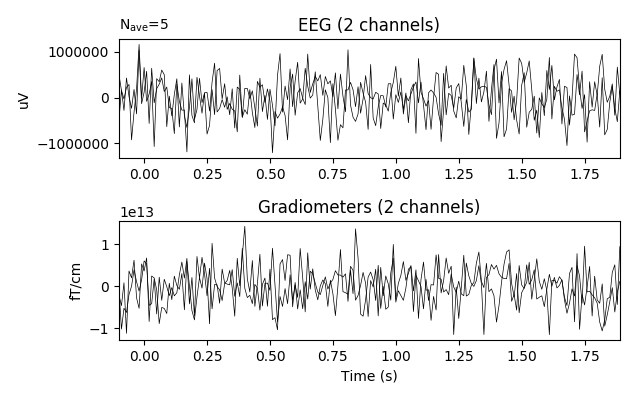 N_ave=5
EEG (2 channels)
1000000
0
−1000000
uV
0.00 0.25 0.50 0.75 1.00 1.25 1.50 1.75
1e13
Gradiometers (2 channels)
1
0
−1
fT/cm
0.00 0.25 0.50 0.75 1.00 1.25 1.50 1.75
Time (s)